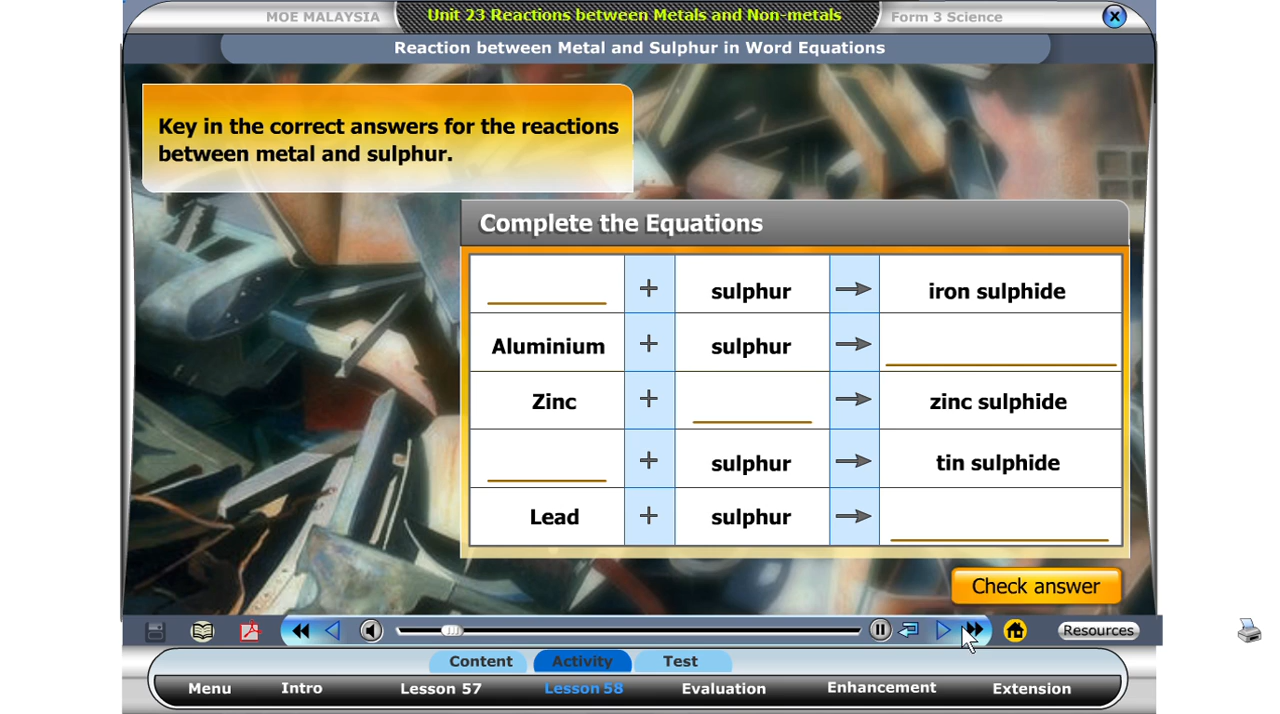 MOE MALAYSIA Unit 23 Reactions between Metals and Non-metals Form 3 Science
Reaction between Metal and Sulphur in Word Equations
Key in the correct answers for the reactions
between metal and sulphur.
Complete the Equations
+ sulphur → iron sulphide
Aluminium + sulphur →
Zinc + → zinc sulphide
+ sulphur → tin sulphide
Lead + sulphur →
Check answer
Resources
Content Activity Test
Menu Intro Lesson 57 Lesson 58 Evaluation Enhancement Extension